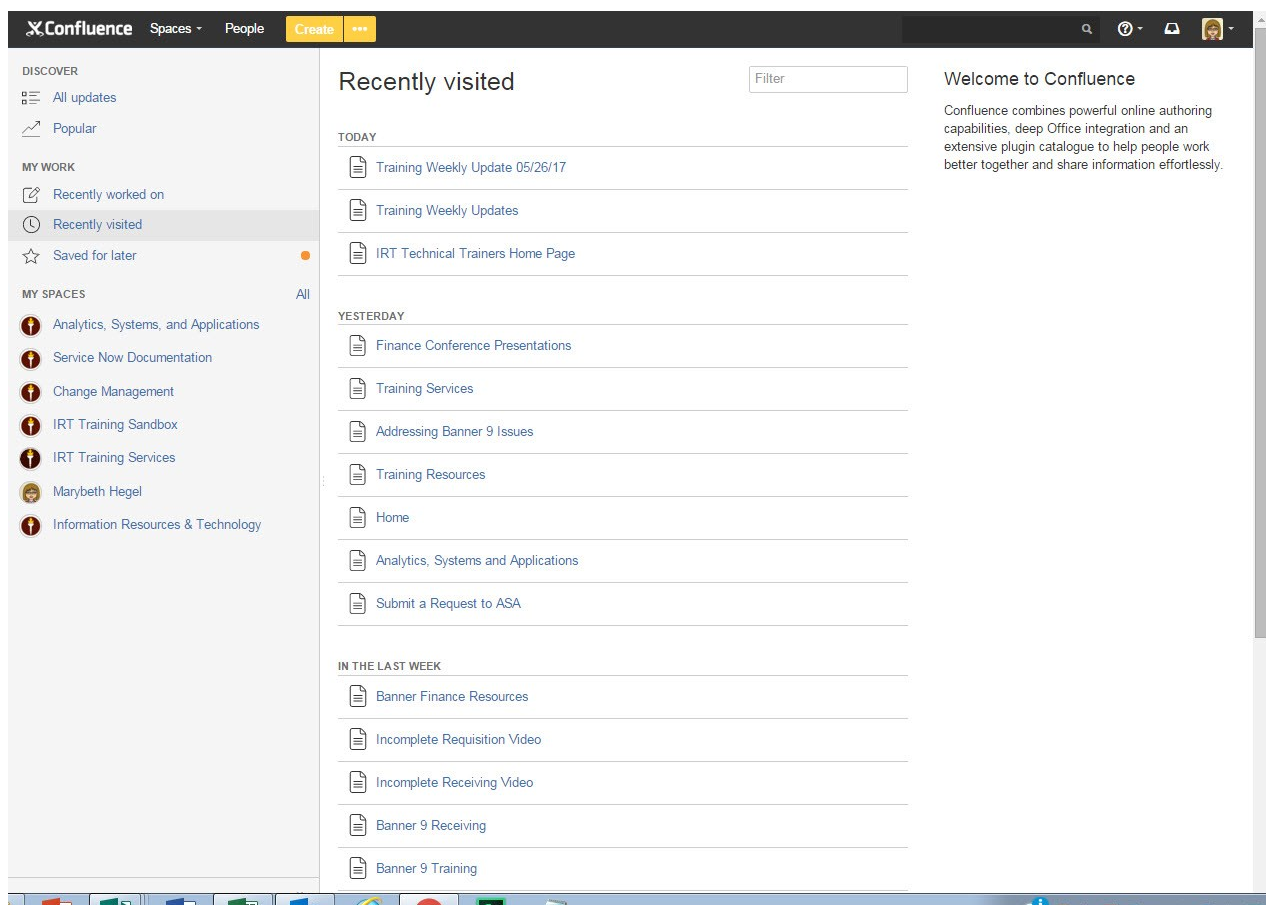 Confluence Spaces People Create
DISCOVER
All updates
Popular
MY WORK
Recently worked on
Recently visited
Saved for later
MY SPACES All
Analytics, Systems, and Applications
Service Now Documentation
Change Management
IRT Training Sandbox
IRT Training Services
Marybeth Hegel
Information Resources & Technology
Recently visited
Filter
TODAY
Training Weekly Update 05/26/17
Training Weekly Updates
IRT Technical Trainers Home Page
YESTERDAY
Finance Conference Presentations
Training Services
Addressing Banner 9 Issues
Training Resources
Home
Analytics, Systems and Applications
Submit a Request to ASA
IN THE LAST WEEK
Banner Finance Resources
Incomplete Requisition Video
Incomplete Receiving Video
Banner 9 Receiving
Banner 9 Training
Welcome to Confluence
Confluence combines powerful online authoring
capabilities, deep Office integration and an
extensive plugin catalogue to help people work
better together and share information effortlessly.